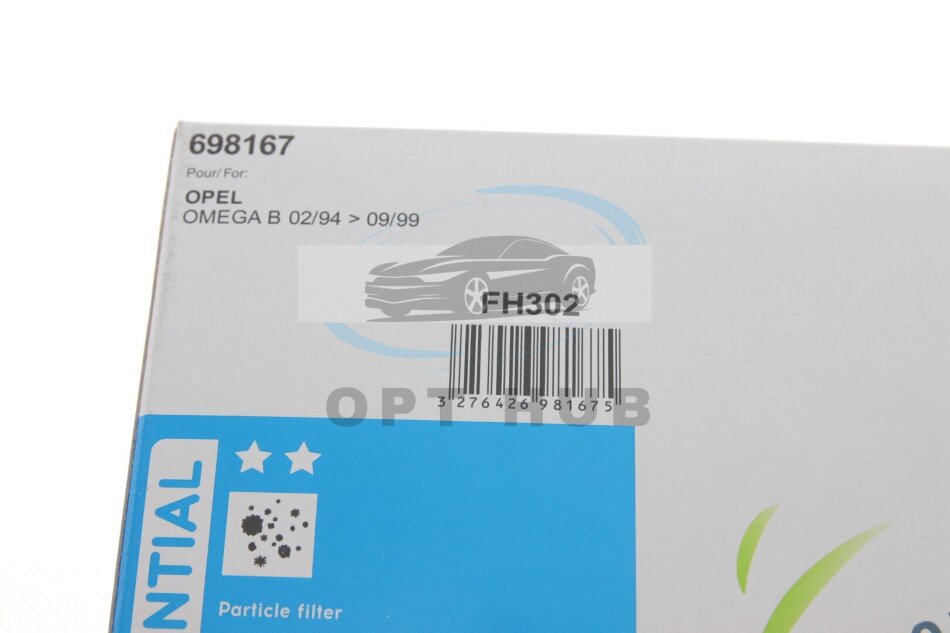 698167
Pour/For:
OPEL
OMEGA B 02/94 > 09/99
FH302
3 276426 981675
OPT HUB
NTIAL
Particle filter